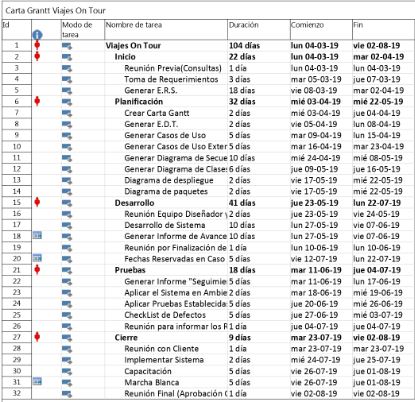 Carta Grantt Viajes On Tour
Id Modo de tarea Nombre de tarea Duración Comienzo Fin
1 Viajes On Tour 104 días lun 04-03-19 vie 02-08-19
2 Inicio 22 días lun 04-03-19 mar 02-04-19
3 Reunión Previa(Consultas) 1 día lun 04-03-19 lun 04-03-19
4 Toma de Requerimientos 3 días mar 05-03-19 jue 07-03-19
5 Generar E.R.S. 18 días vie 08-03-19 mar 02-04-19
6 Planificación 32 días mié 03-04-19 mié 22-05-19
7 Crear Carta Gantt 2 días mié 03-04-19 jue 04-04-19
8 Generar E.D.T. 2 días vie 05-04-19 lun 08-04-19
9 Generar Casos de Uso 5 días mar 09-04-19 lun 15-04-19
10 Generar Casos de Uso Exter 5 días mar 16-04-19 mar 23-04-19
11 Generar Diagrama de Secue 10 días mié 24-04-19 mié 08-05-19
12 Generar Diagrama de Clases 6 días jue 09-05-19 jue 16-05-19
13 Diagrama de despliegue 2 días vie 17-05-19 mié 22-05-19
14 Diagrama de paquetes 2 días vie 17-05-19 mié 22-05-19
15 Desarrollo 41 días jue 23-05-19 lun 22-07-19
16 Reunión Equipo Diseñador y 2 días jue 23-05-19 vie 24-05-19
17 Desarrollo de Sistema 10 días lun 27-05-19 vie 07-06-19
18 Generar Informe de Avance 10 días lun 27-05-19 vie 07-06-19
19 Reunión por Finalización de 1 día lun 10-06-19 lun 10-06-19
20 Fechas Reservadas en Caso 5 días vie 12-07-19 lun 22-07-19
21 Pruebas 18 días mar 11-06-19 jue 04-07-19
22 Generar Informe "Seguimie 5 días mar 11-06-19 lun 17-06-19
23 Aplicar el Sistema en Ambie 2 días mar 18-06-19 mié 19-06-19
24 Aplicar Pruebas Establecida 5 días jue 20-06-19 mié 26-06-19
25 CheckList de Defectos 5 días jue 27-06-19 mié 03-07-19
26 Reunión para informar los R 1 día jue 04-07-19 jue 04-07-19
27 Cierre 9 días mar 23-07-19 vie 02-08-19
28 Reunión con Cliente 1 día mar 23-07-19 mar 23-07-19
29 Implementar Sistema 2 días mié 24-07-19 jue 25-07-19
30 Capacitación 5 días vie 26-07-19 jue 01-08-19
31 Marcha Blanca 5 días vie 26-07-19 jue 01-08-19
32 Reunión Final (Aprobación C 1 día vie 02-08-19 vie 02-08-19